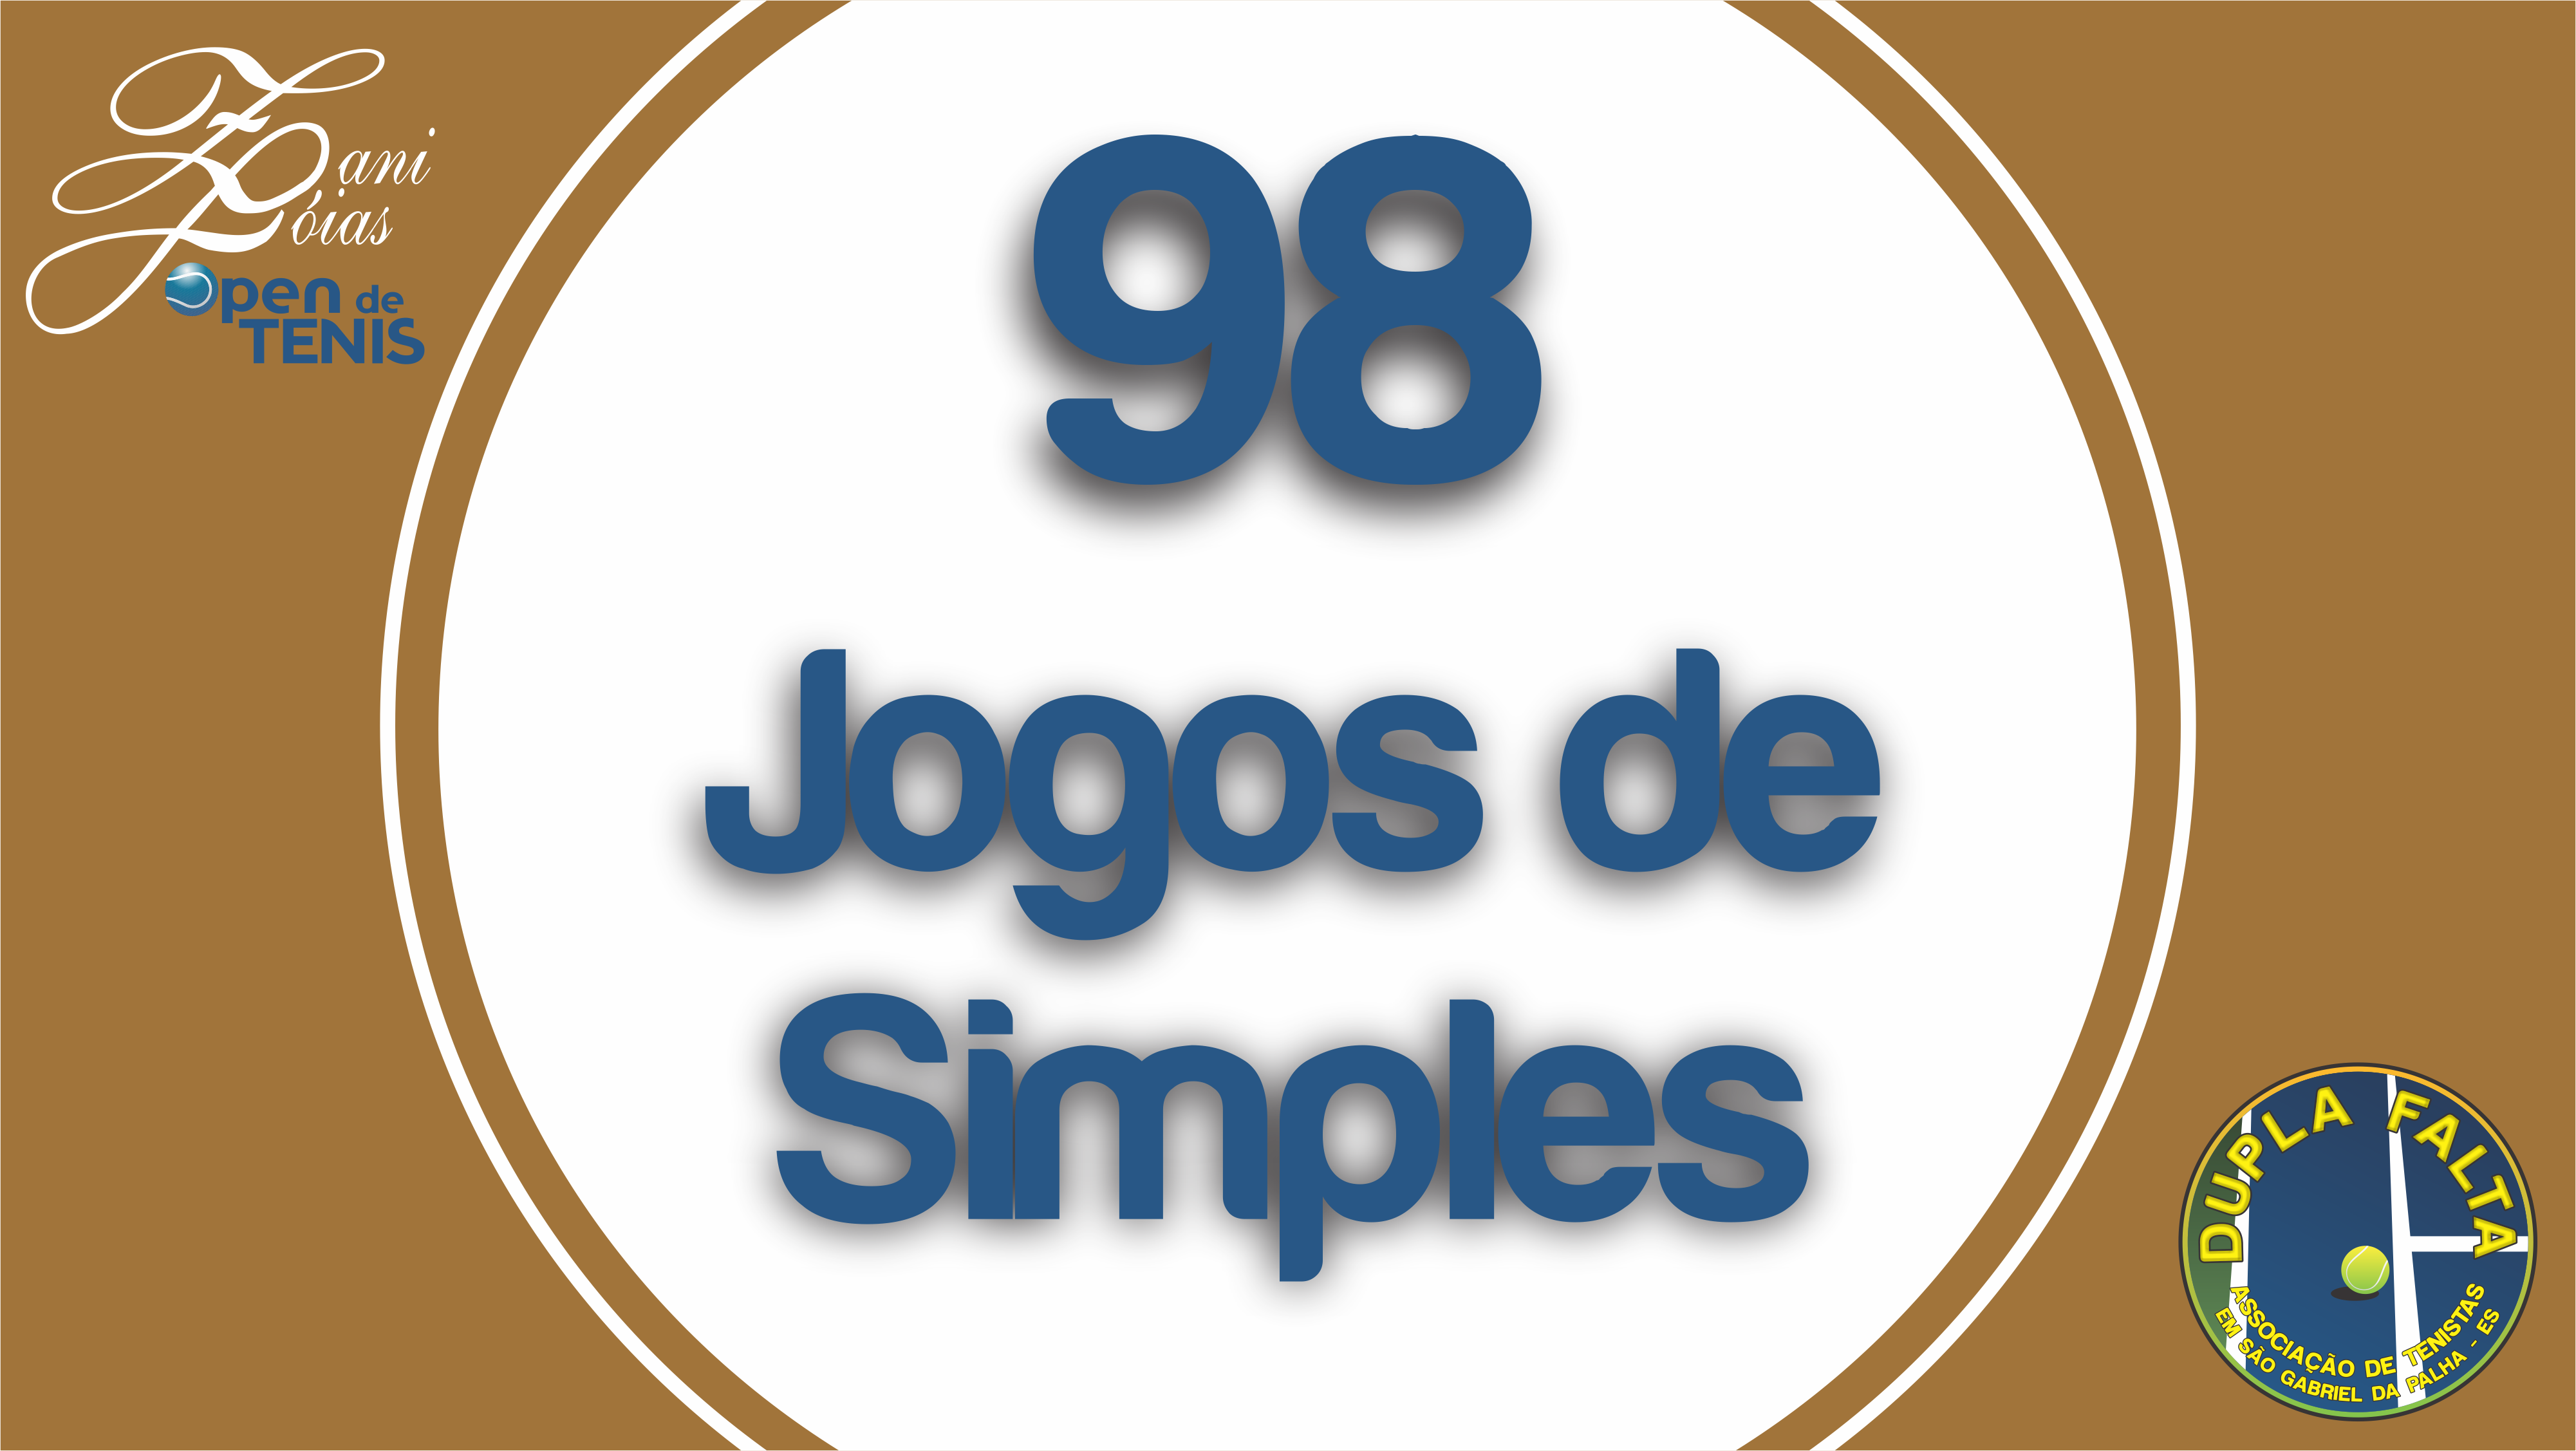 Zani
Jóias
Open de
TENIS
98
Jogos de
Simples
DUPLA FALTA
ASSOCIAÇÃO DE TENISTAS
EM SÃO GABRIEL DA PALHA - ES